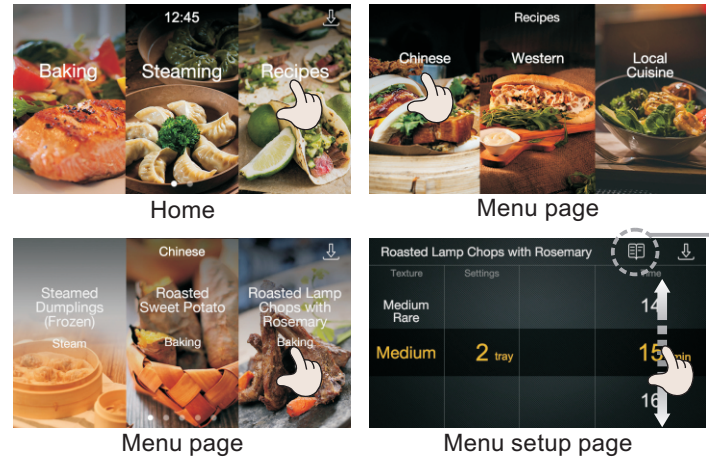 12:45
Baking
Steaming
Recipes
Home
Recipes
Chinese
Western
Local
Cuisine
Menu page
Chinese
Steamed
Dumplings
(Frozen)
Steam
Roasted
Sweet Potato
Baking
Roasted Lamp
Chops with
Rosemary
Baking
Menu page
Roasted Lamp Chops with Rosemary
Texture
Settings
Time
Medium
Rare
14
Medium
2 tray
15 min
16
Menu setup page